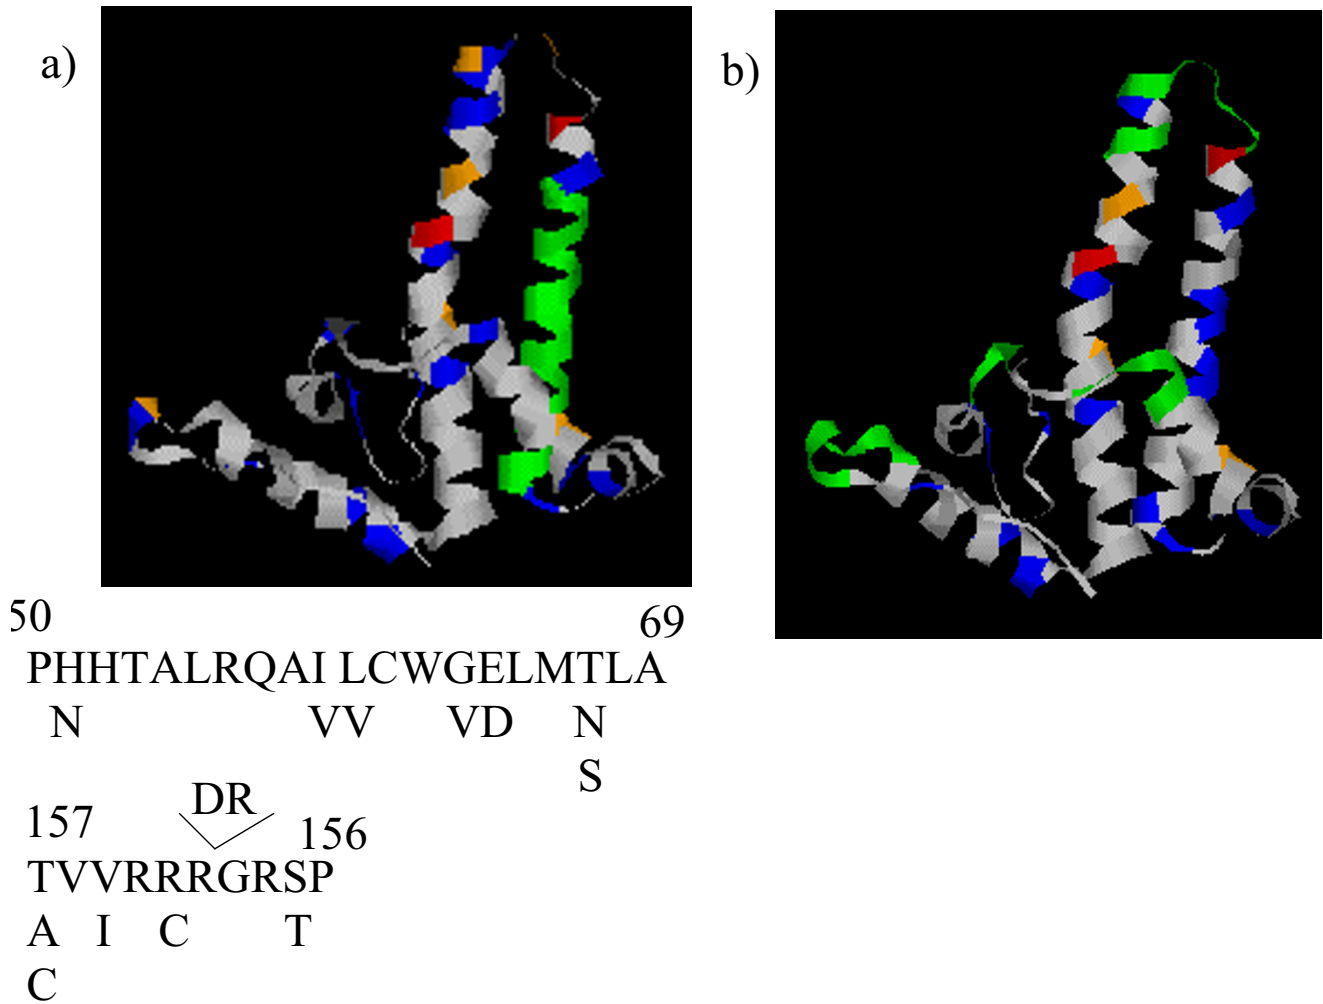 a)
b)
50
69
PHHTALRQAI LCWGELMTLA
N VV VD N
S
DR
157
156
TVVRRRGRSP
A I C T
C